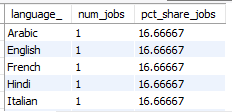 language_ num_jobs pct_share_jobs
Arabic 1 16.66667
English 1 16.66667
French 1 16.66667
Hindi 1 16.66667
Italian 1 16.66667